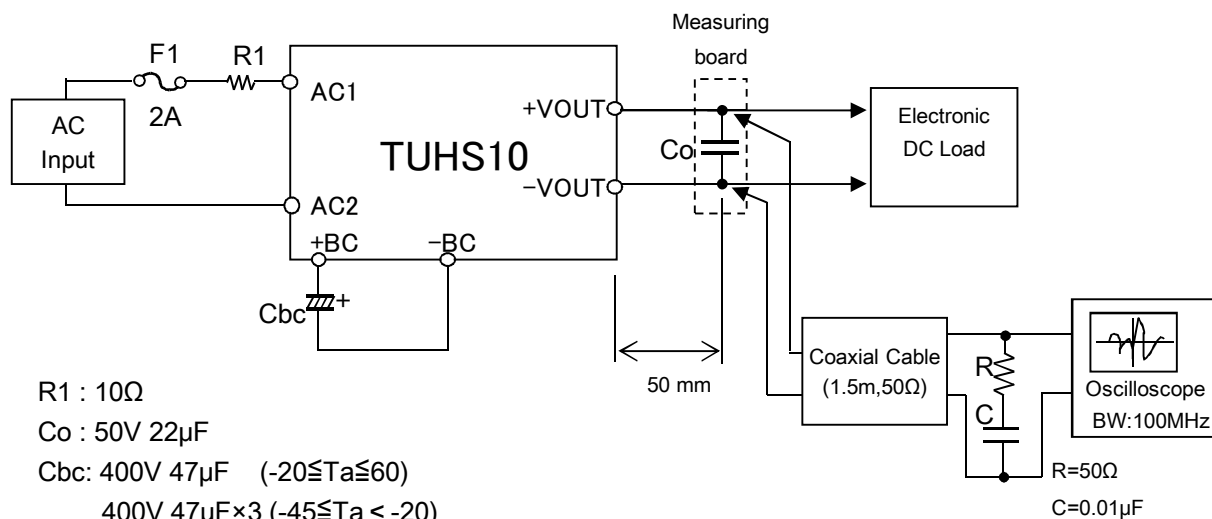 Measuring
board
F1
R1
2A
AC
Input
AC1
AC2
TUHS10
+VOUT
-VOUT
+BC
-BC
Co
Electronic
DC Load
Cbc
+
50 mm
Coaxial Cable
(1.5m,50Ω)
R
C
Oscilloscope
BW:100MHz
R=50Ω
C=0.01μF
R1 : 10Ω
Co : 50V 22μF
Cbc: 400V 47μF (-20≦Ta≦60)
400V 47μF×3 (-45≦Ta < -20)